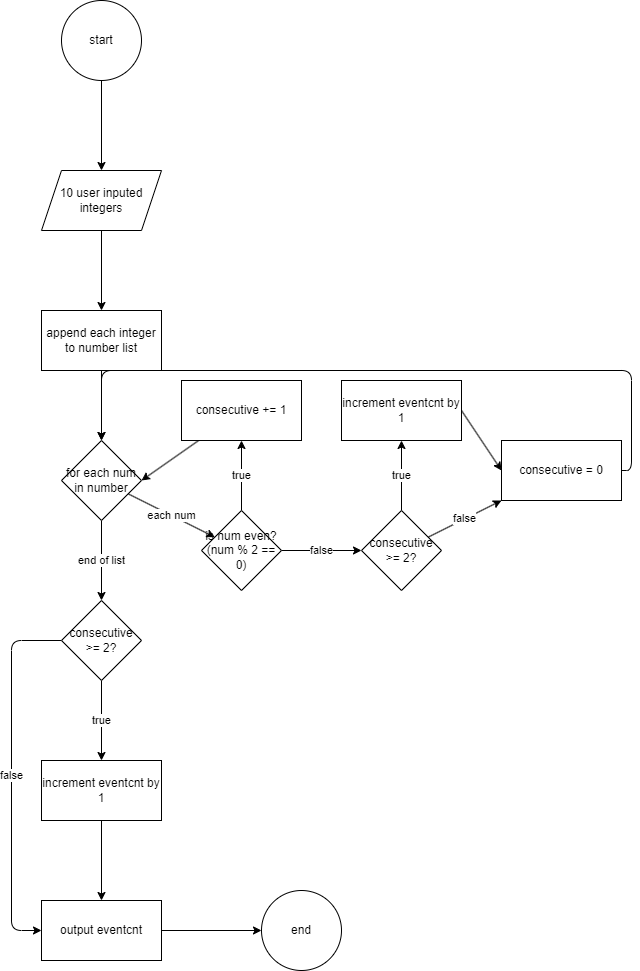 start
10 user inputed
integers
append each integer
to number list
consecutive += 1
increment eventcnt by
1
for each num
in number
consecutive = 0
true
true
each num
false
is num even?
(num % 2 ==
0)
false
consecutive
>= 2?
end of list
consecutive
>= 2?
true
false
increment eventcnt by
1
output eventcnt
end